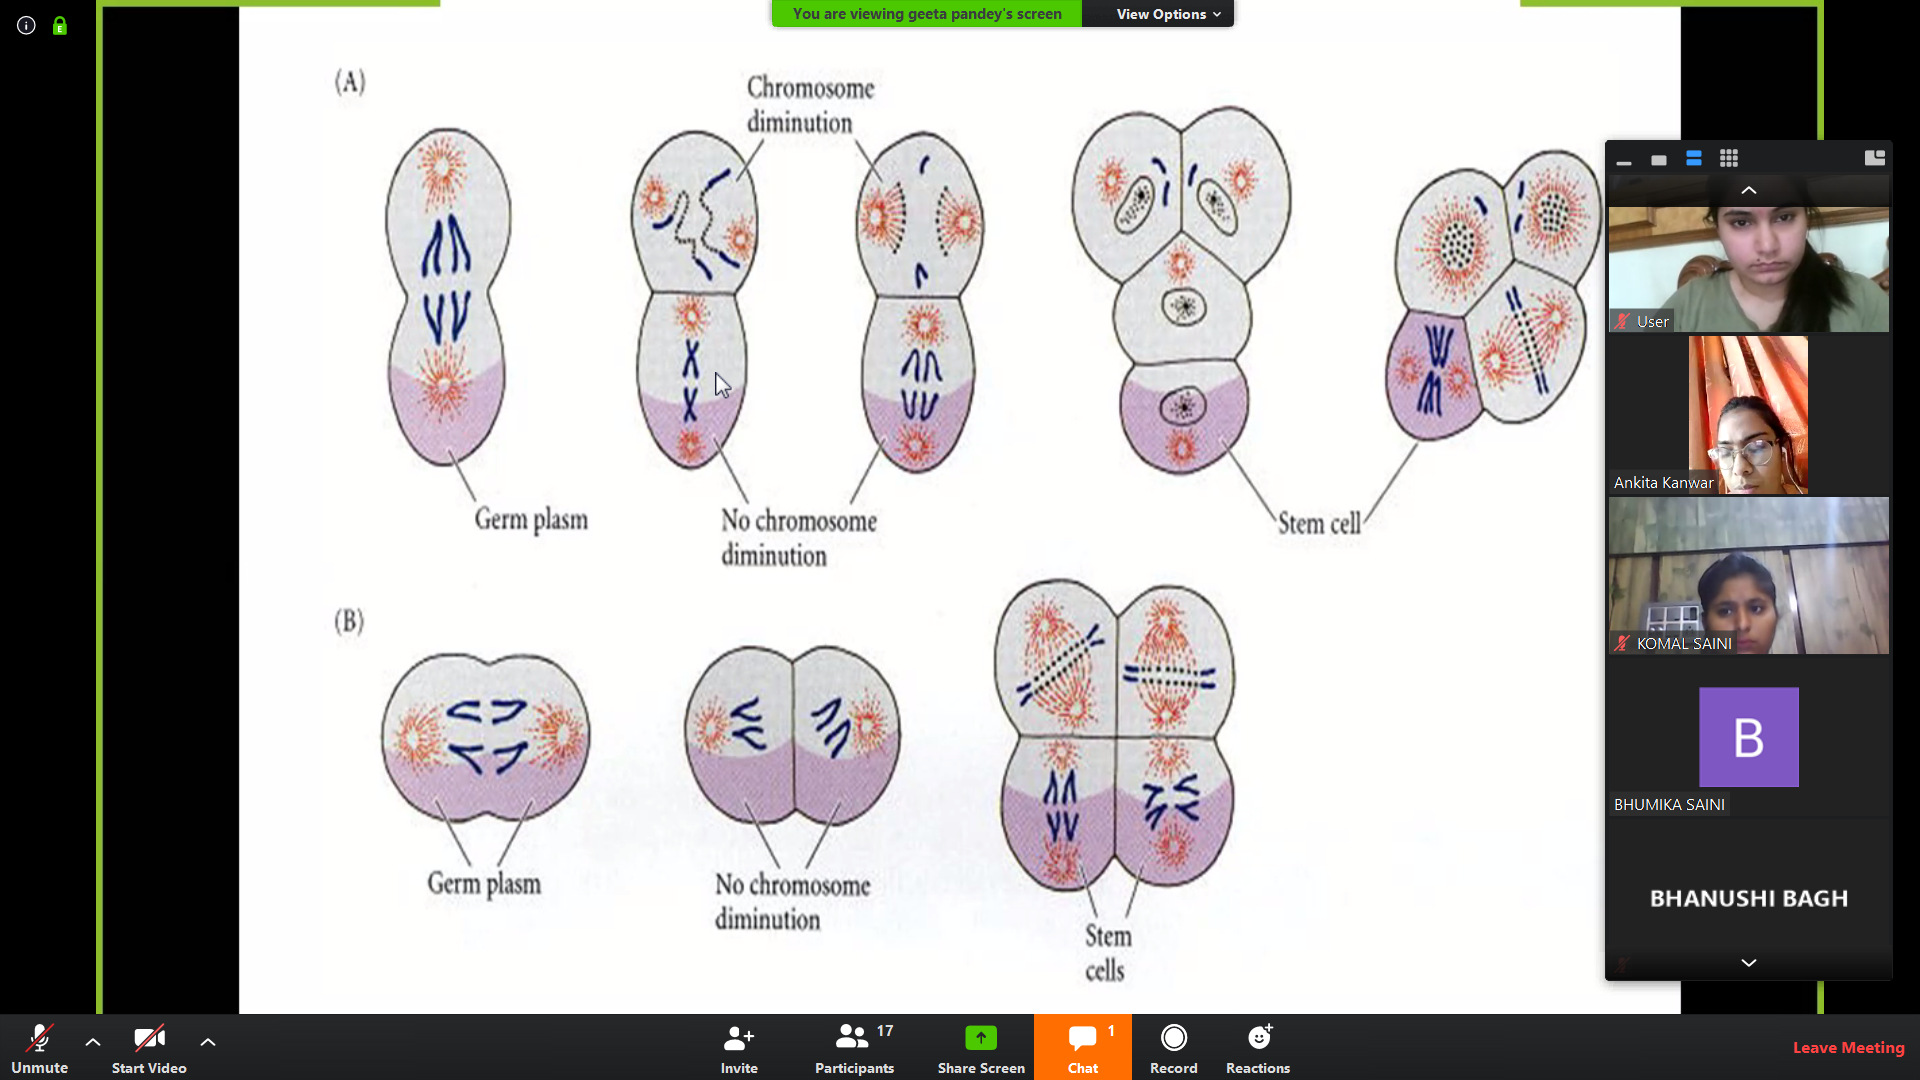 You are viewing geeta pandey's screen
View Options
(A)
Chromosome
diminution
Germ plasm
No chromosome
diminution
Stem cell
(B)
Germ plasm
No chromosome
diminution
Stem
cells
User
Ankita Kanwar
KOMAL SAINI
B
BHUMIKA SAINI
BHANUSHI BAGH
Unmute
Start Video
Invite
17
Participants
Share Screen
1
Chat
Record
Reactions
Leave Meeting